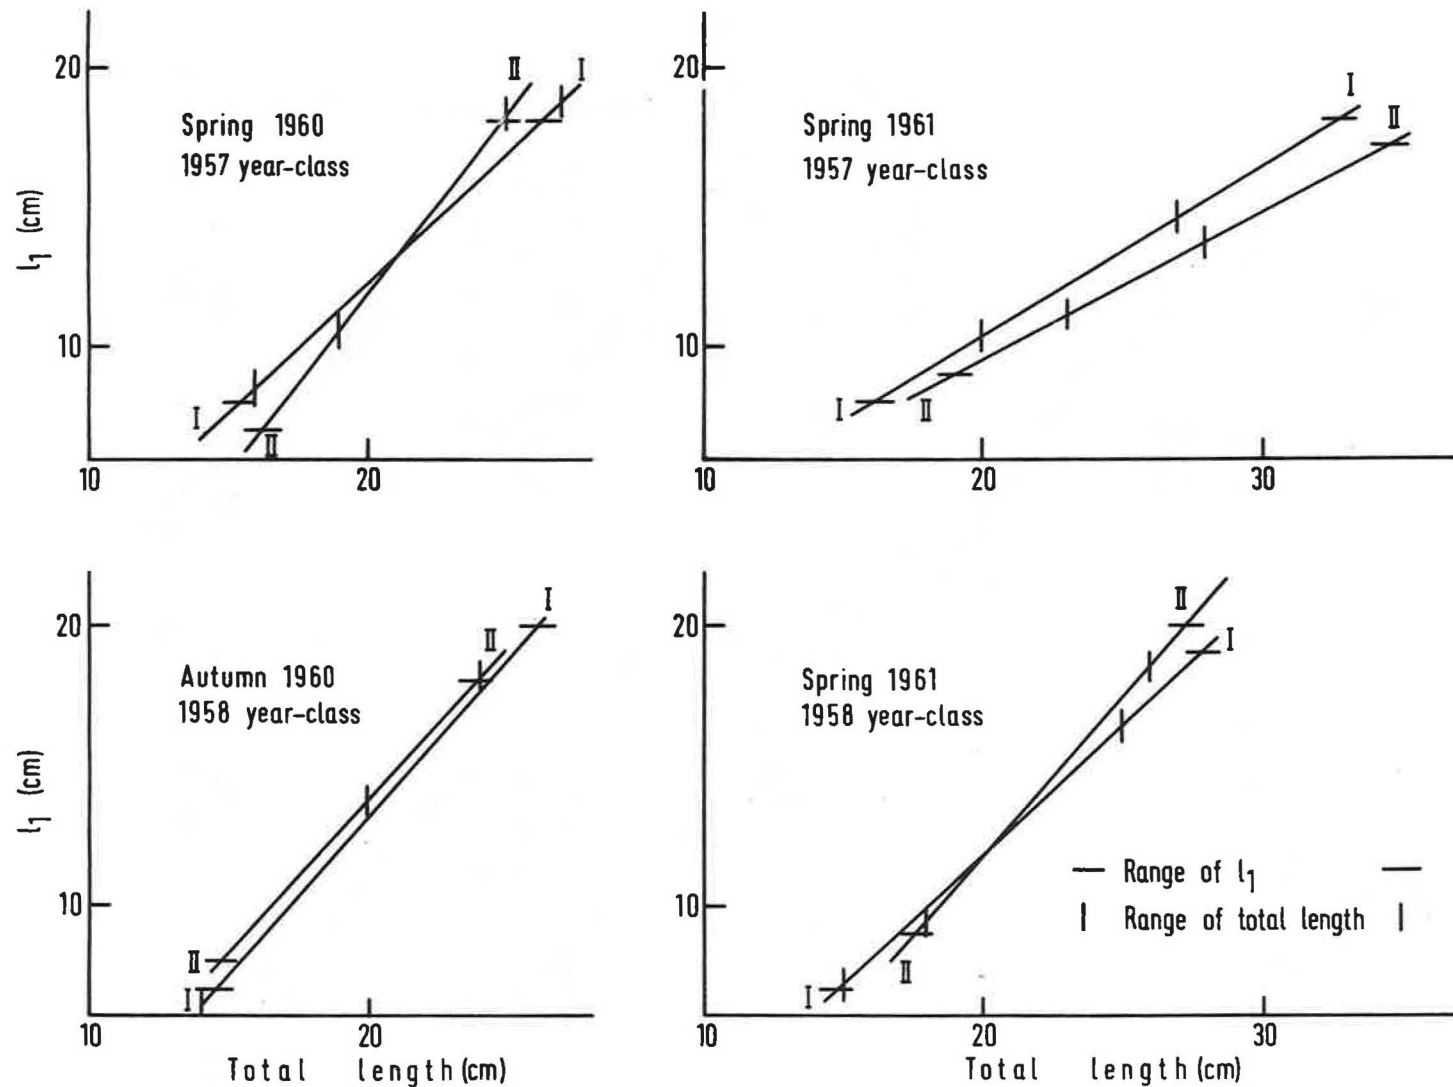 20
II
I
Spring 1960
1957 year-class
l1 (cm)
10
I
II
10
20
20
I
II
Spring 1961
1957 year-class
10
I
II
10
20
30
20
I
II
Autumn 1960
1958 year-class
l1 (cm)
10
II
I
10
20
Total length (cm)
II
I
Spring 1961
1958 year-class
20
10
— Range of l1 —
| Range of total length |
II
I
10
20
30
Total length (cm)